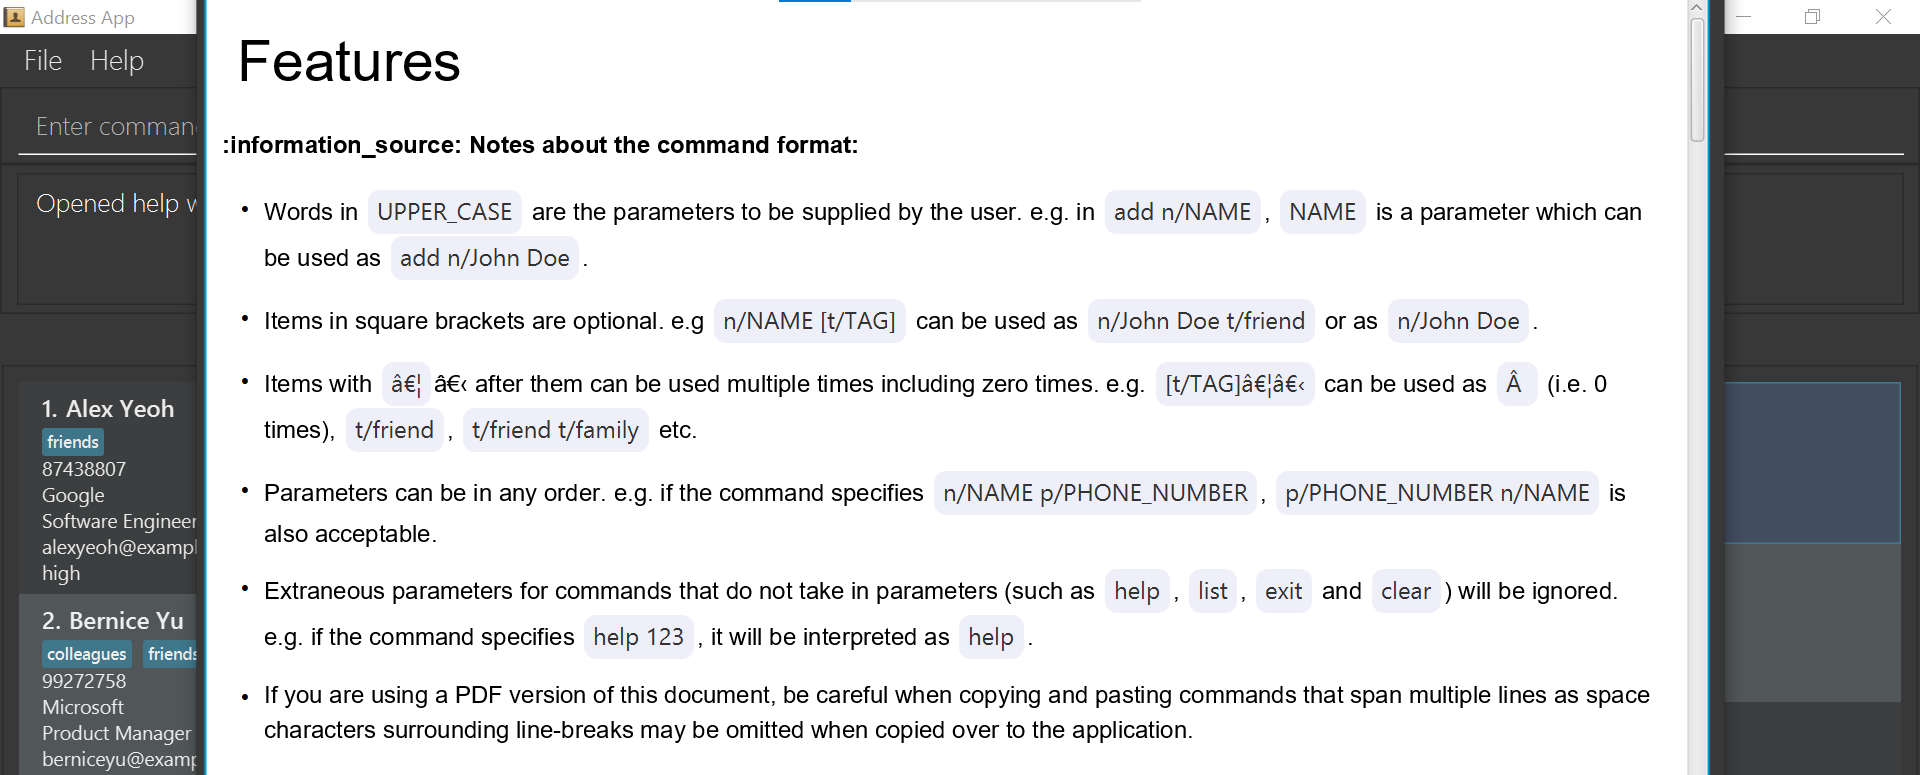 Address App
File Help
Enter comman
Opened help w
1. Alex Yeoh
friends
87438807
Google
Software Engineer
alexyeoh@exampl
high
2. Bernice Yu
colleagues friends
99272758
Microsoft
Product Manager
berniceyu@examp
Features
:information_source: Notes about the command format:
• Words in UPPER_CASE are the parameters to be supplied by the user. e.g. in add n/NAME , NAME is a parameter which can
be used as add n/John Doe .
• Items in square brackets are optional. e.g n/NAME [t/TAG] can be used as n/John Doe t/friend or as n/John Doe .
• Items with â€¦ â€‹ after them can be used multiple times including zero times. e.g. [t/TAG]â€¦â€‹ can be used as Â (i.e. 0
times), t/friend , t/friend t/family etc.
• Parameters can be in any order. e.g. if the command specifies n/NAME p/PHONE_NUMBER , p/PHONE_NUMBER n/NAME is
also acceptable.
• Extraneous parameters for commands that do not take in parameters (such as help , list , exit and clear ) will be ignored.
e.g. if the command specifies help 123 , it will be interpreted as help .
• If you are using a PDF version of this document, be careful when copying and pasting commands that span multiple lines as space
characters surrounding line-breaks may be omitted when copied over to the application.